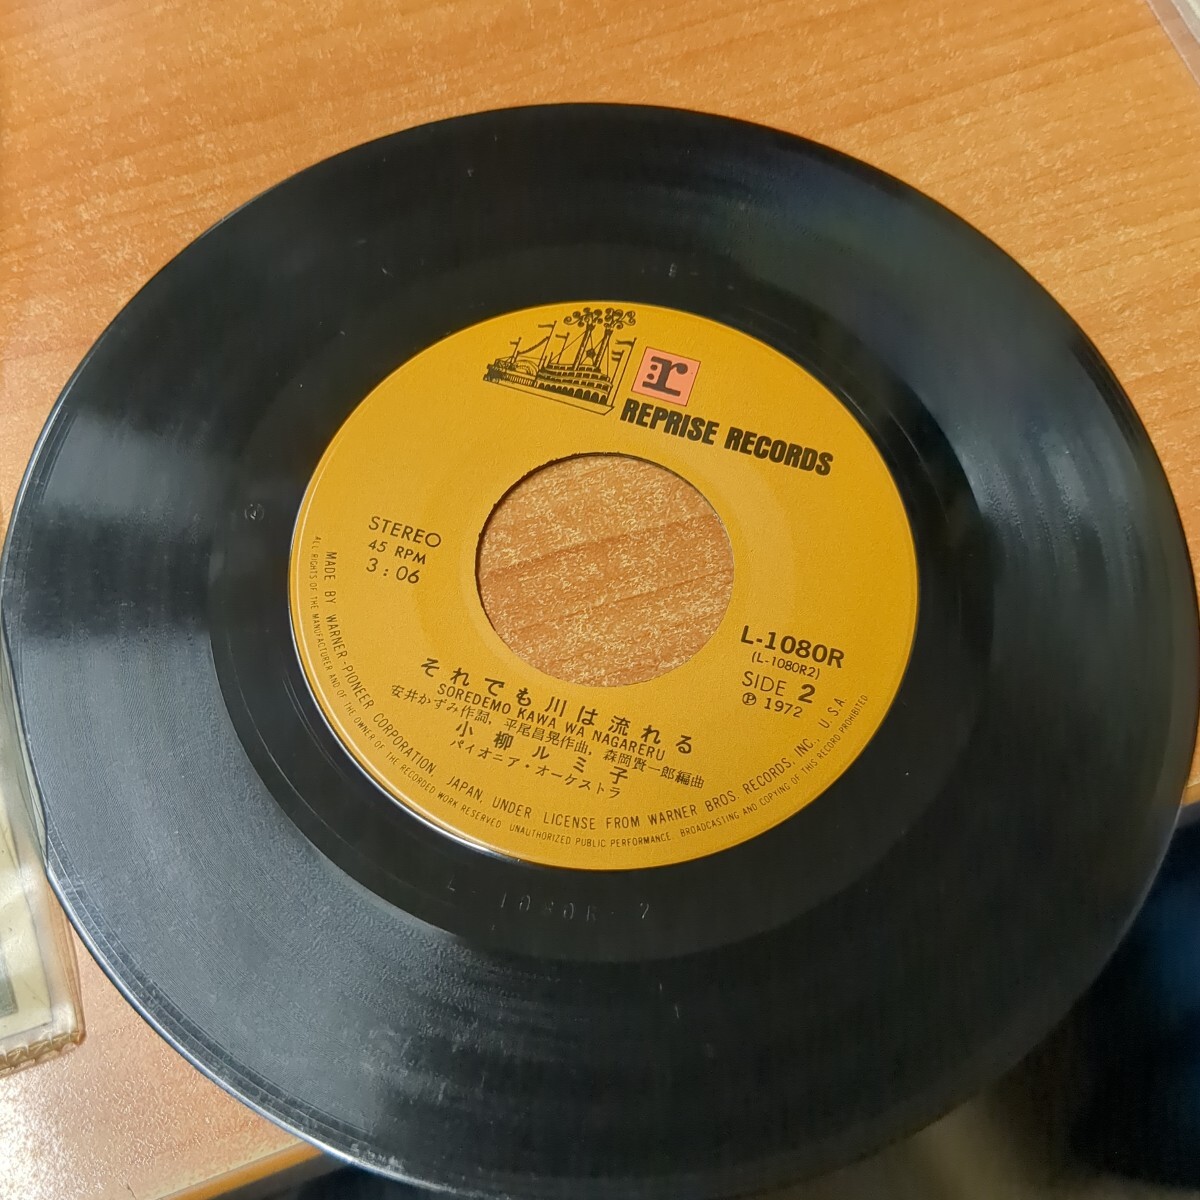 r
REPRISE RECORDS
STEREO
45 RPM
3:06
L-1080R
(L-1080R2)
SIDE 2
Ⓟ 1972
それでも川は流れる
SOREDEMO KAWA WA NAGARERU
安井かずみ作詞, 平尾昌晃作曲, 森岡賢一郎編曲
小柳ルミ子
パイオニア・オーケストラ
MADE BY WARNER-PIONEER CORPORATION, JAPAN, UNDER LICENSE FROM WARNER BROS. RECORDS, INC., U.S.A.
ALL RIGHTS OF THE MANUFACTURER AND OF THE OWNER OF THE RECORDED WORK RESERVED UNAUTHORIZED PUBLIC PERFORMANCE, BROADCASTING AND COPYING OF THIS RECORD PROHIBITED